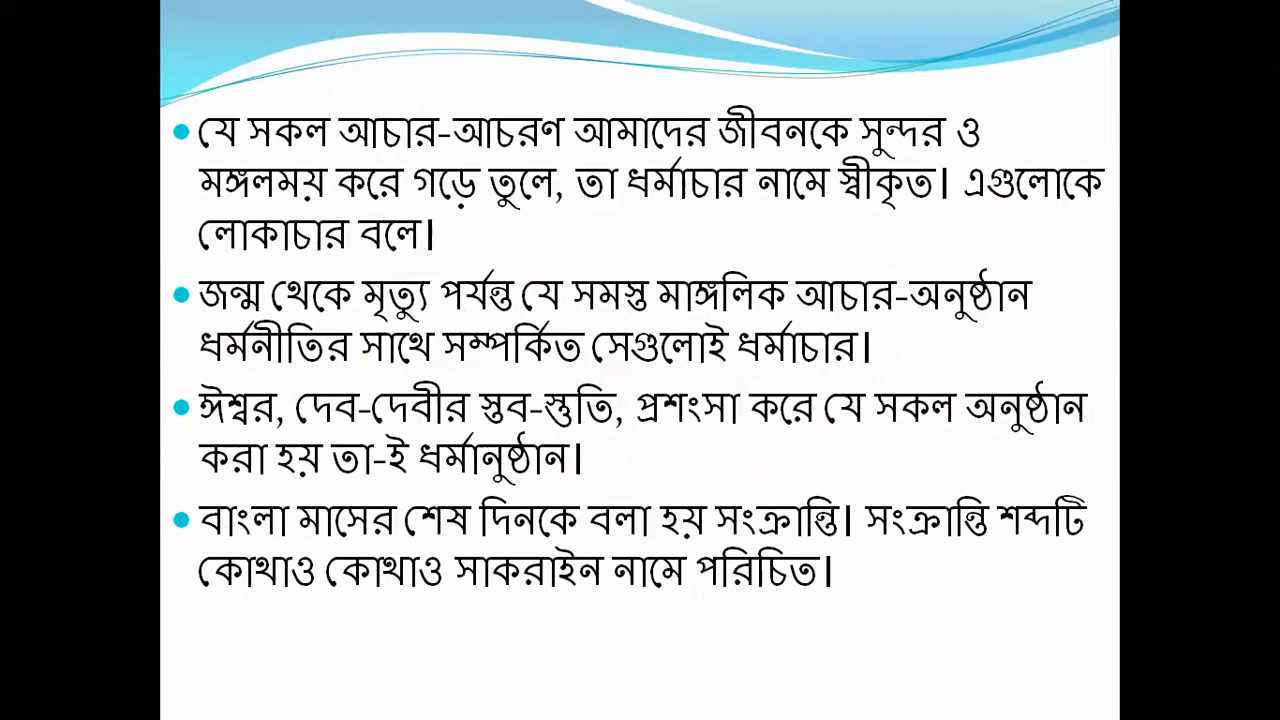 যে সকল আচার-আচরণ আমাদের জীবনকে সুন্দর ও
মঙ্গলময় করে গড়ে তুলে, তা ধর্মাচার নামে স্বীকৃত। এগুলোকে
লোকাচার বলে।
জন্ম থেকে মৃত্যু পর্যন্ত যে সমস্ত মাঙ্গলিক আচার-অনুষ্ঠান
ধর্মনীতির সাথে সম্পর্কিত সেগুলোই ধর্মাচার।
ঈশ্বর, দেব-দেবীর স্তব-স্তুতি, প্রশংসা করে যে সকল অনুষ্ঠান
করা হয় তা-ই ধর্মানুষ্ঠান।
বাংলা মাসের শেষ দিনকে বলা হয় সংক্রান্তি। সংক্রান্তি শব্দটি
কোথাও কোথাও সাকরাইন নামে পরিচিত।